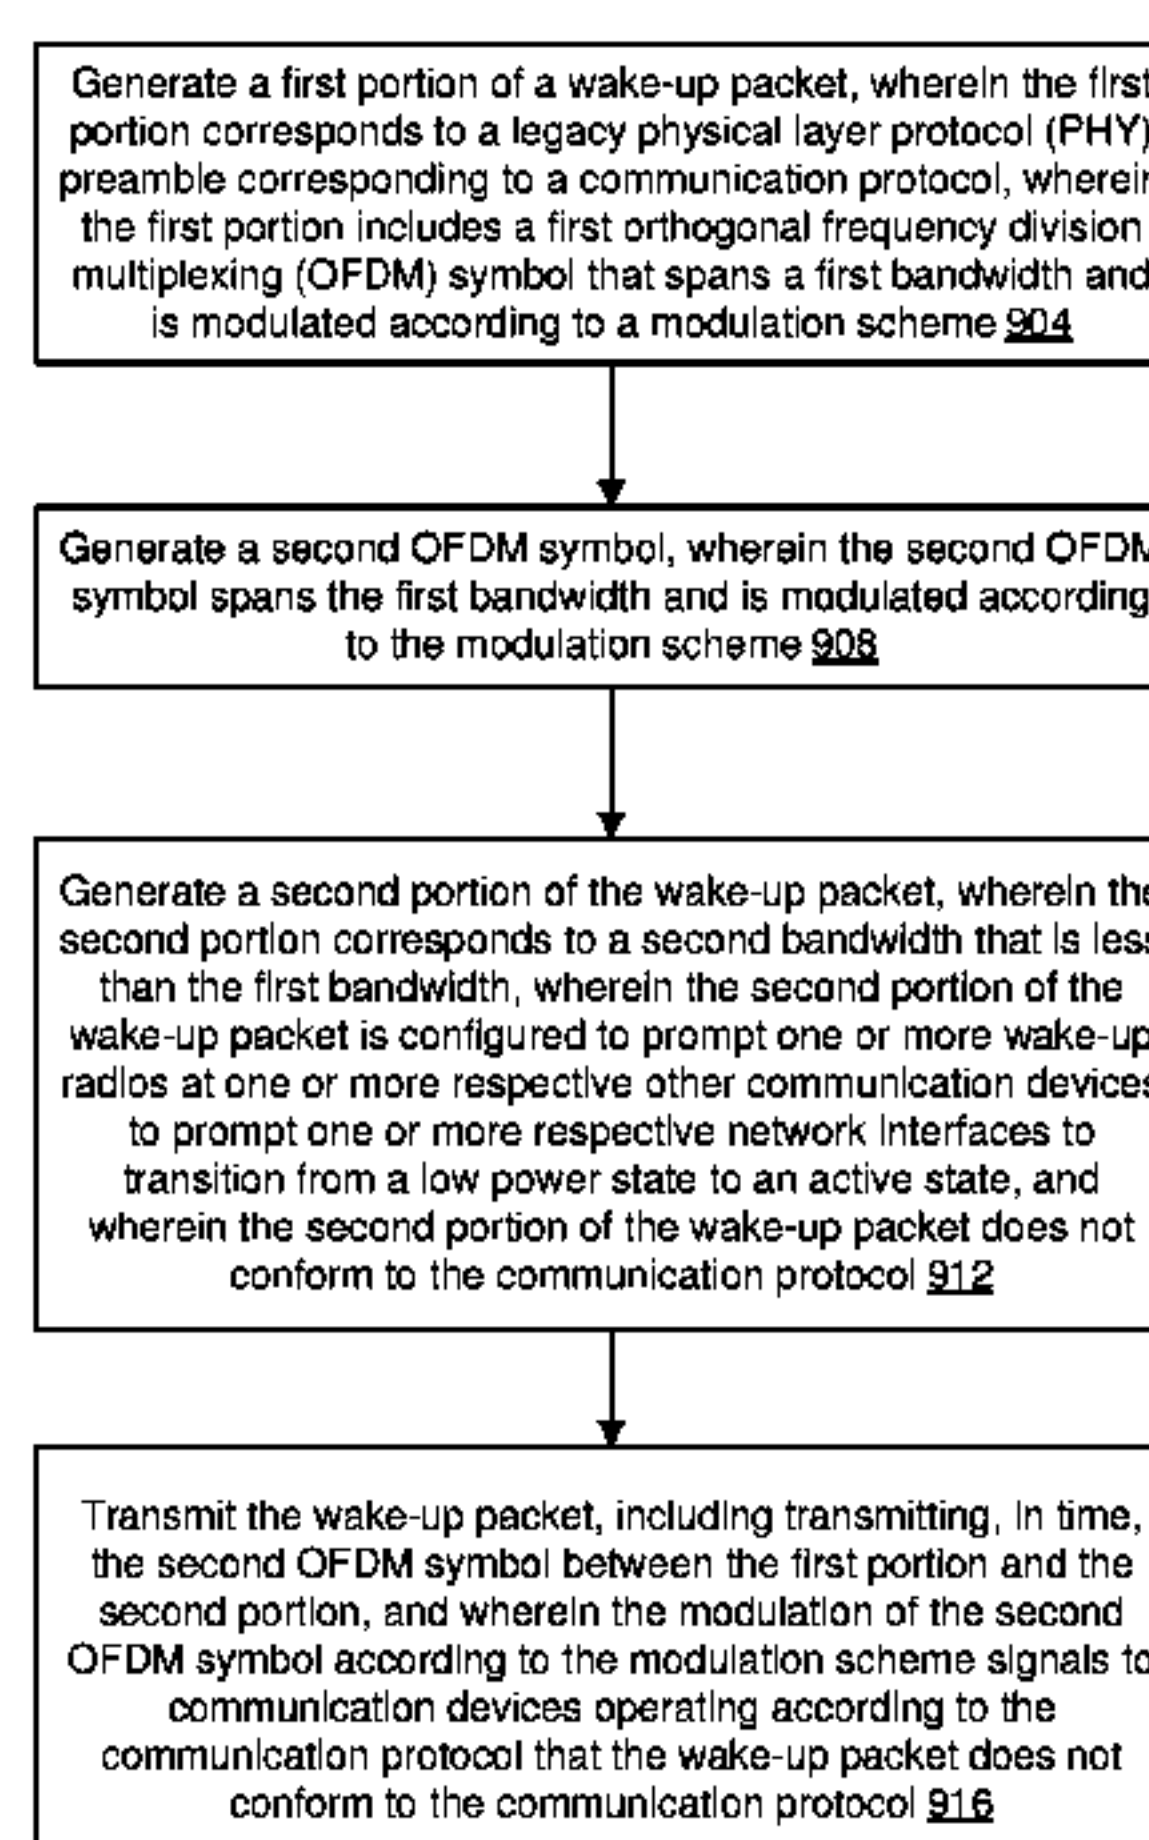 Generate a first portion of a wake-up packet, wherein the first
portion corresponds to a legacy physical layer protocol (PHY)
preamble corresponding to a communication protocol, wherein
the first portion includes a first orthogonal frequency division
multiplexing (OFDM) symbol that spans a first bandwidth and
is modulated according to a modulation scheme 904
Generate a second OFDM symbol, wherein the second OFDM
symbol spans the first bandwidth and is modulated according
to the modulation scheme 908
Generate a second portion of the wake-up packet, wherein the
second portion corresponds to a second bandwidth that is less
than the first bandwidth, wherein the second portion of the
wake-up packet is configured to prompt one or more wake-up
radios at one or more respective other communication devices
to prompt one or more respective network interfaces to
transition from a low power state to an active state, and
wherein the second portion of the wake-up packet does not
conform to the communication protocol 912
Transmit the wake-up packet, including transmitting, in time,
the second OFDM symbol between the first portion and the
second portion, and wherein the modulation of the second
OFDM symbol according to the modulation scheme signals to
communication devices operating according to the
communication protocol that the wake-up packet does not
conform to the communication protocol 916